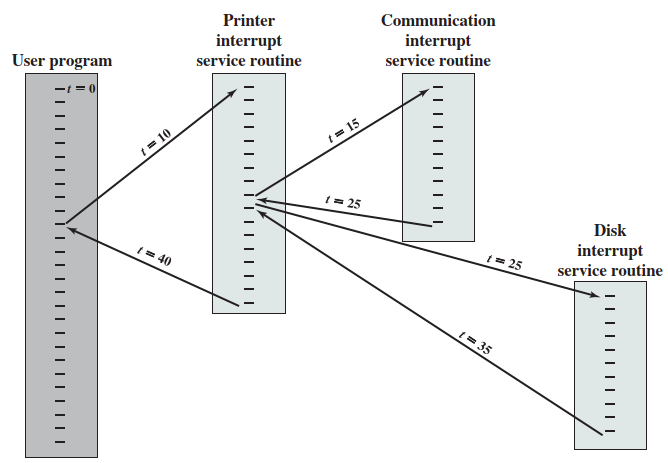 Printer
interrupt
service routine
Communication
interrupt
service routine
User program
t = 0
t = 10
t = 15
t = 25
t = 40
t = 25
Disk
interrupt
service routine
t = 35